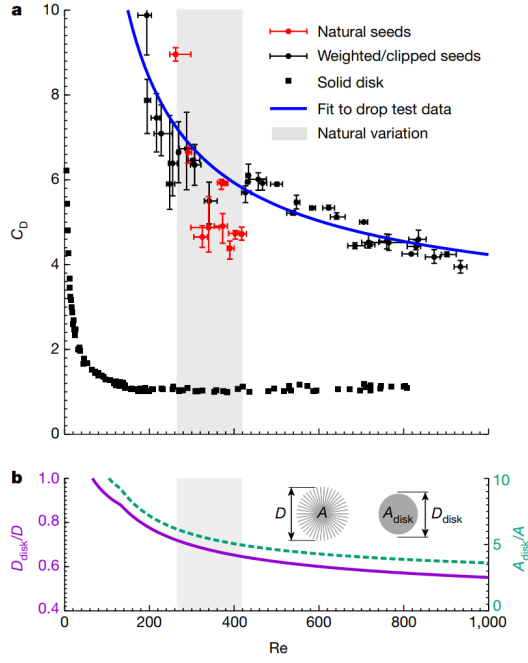 a
10
8
6
4
2
0
C_D
Natural seeds
Weighted/clipped seeds
Solid disk
Fit to drop test data
Natural variation
b
1.0
0.8
0.6
0.4
D_disk/D
D
A
A_disk
D_disk
10
5
0
A_disk/A
0
200
400
600
800
1,000
Re